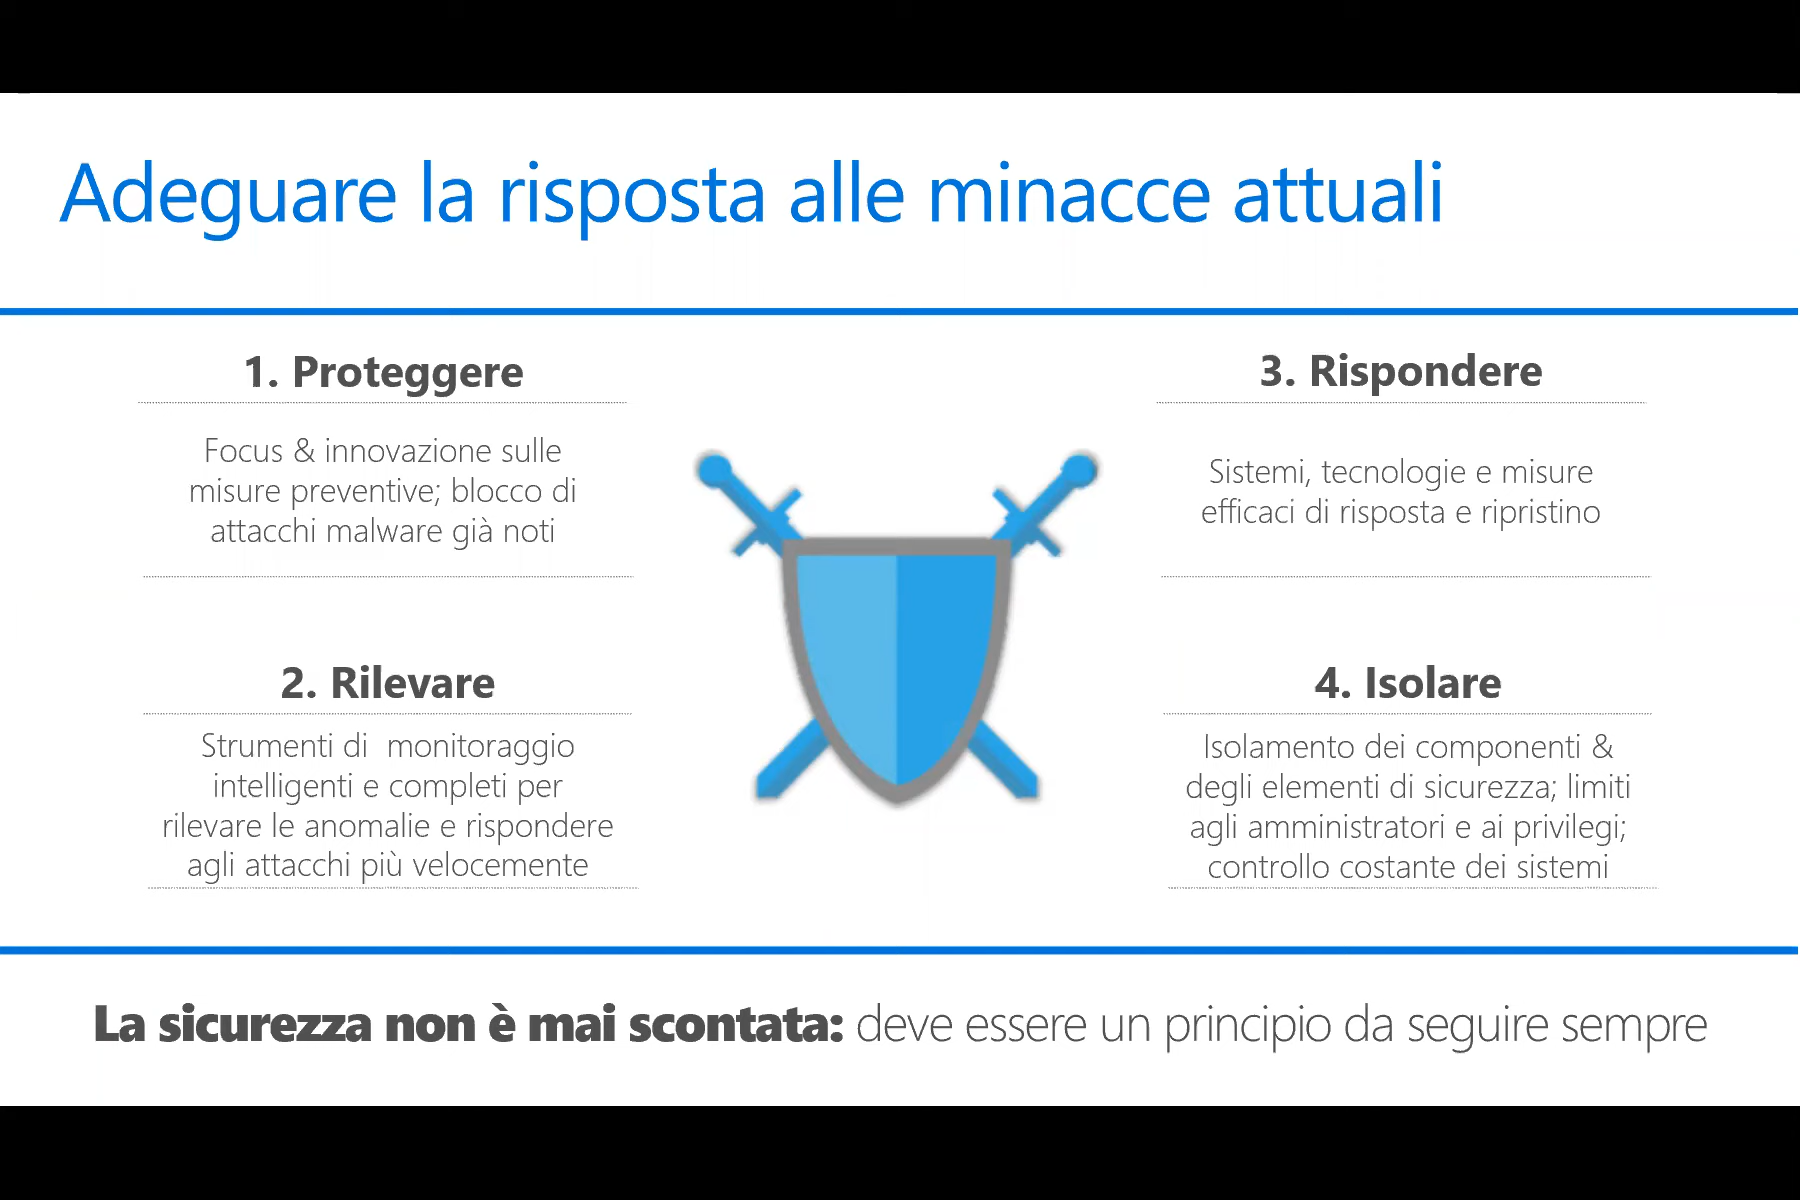 Adeguare la risposta alle minacce attuali
1. Proteggere
Focus & innovazione sulle
misure preventive; blocco di
attacchi malware già noti
2. Rilevare
Strumenti di  monitoraggio
intelligenti e completi per
rilevare le anomalie e rispondere
agli attacchi più velocemente
3. Rispondere
Sistemi, tecnologie e misure
efficaci di risposta e ripristino
4. Isolare
Isolamento dei componenti &
degli elementi di sicurezza; limiti
agli amministratori e ai privilegi;
controllo costante dei sistemi
La sicurezza non è mai scontata: deve essere un principio da seguire sempre